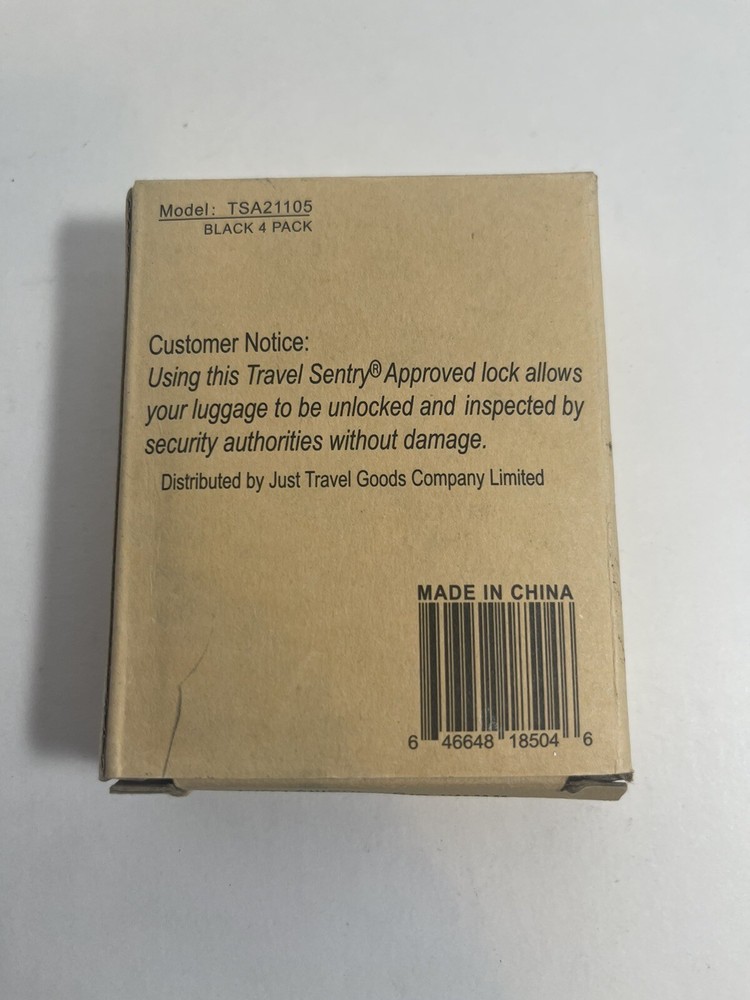 Model: TSA21105
BLACK 4 PACK
Customer Notice:
Using this Travel Sentry® Approved lock allows
your luggage to be unlocked and inspected by
security authorities without damage.
Distributed by Just Travel Goods Company Limited
MADE IN CHINA
6 46648 18504 6